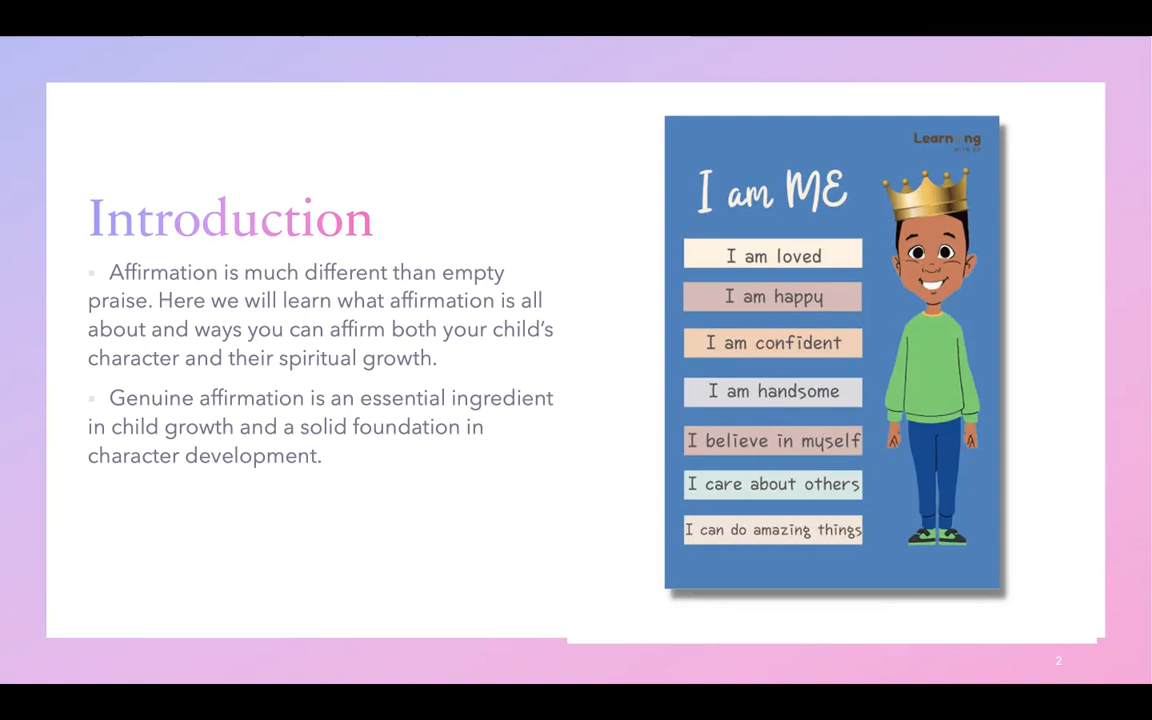 Introduction
Affirmation is much different than empty
praise. Here we will learn what affirmation is all
about and ways you can affirm both your child’s
character and their spiritual growth.
Genuine affirmation is an essential ingredient
in child growth and a solid foundation in
character development.
Learn ng
I am ME
I am loved
I am happy
I am confident
I am handsome
I believe in myself
I care about others
I can do amazing things
2